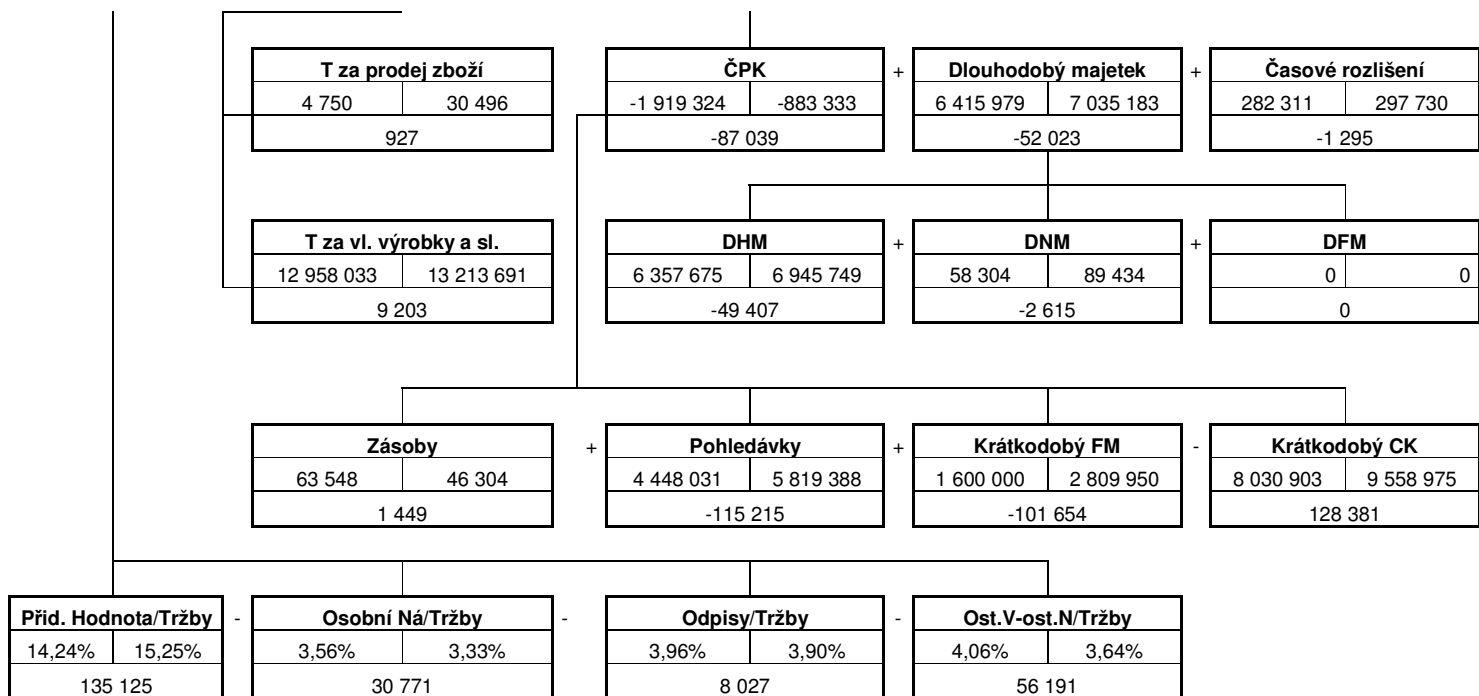 T za prodej zboží ČPK + Dlouhodobý majetek + Časové rozlišení
4 750 30 496 -1 919 324 -883 333 6 415 979 7 035 183 282 311 297 730
927 -87 039 -52 023 -1 295
T za vl. výrobky a sl. DHM + DNM + DFM
12 958 033 13 213 691 6 357 675 6 945 749 58 304 89 434 0 0
9 203 -49 407 -2 615 0
Zásoby + Pohledávky + Krátkodobý FM - Krátkodobý CK
63 548 46 304 4 448 031 5 819 388 1 600 000 2 809 950 8 030 903 9 558 975
1 449 -115 215 -101 654 128 381
Přid. Hodnota/Tržby - Osobní Ná/Tržby - Odpisy/Tržby - Ost.V-ost.N/Tržby
14,24% 15,25% 3,56% 3,33% 3,96% 3,90% 4,06% 3,64%
135 125 30 771 8 027 56 191